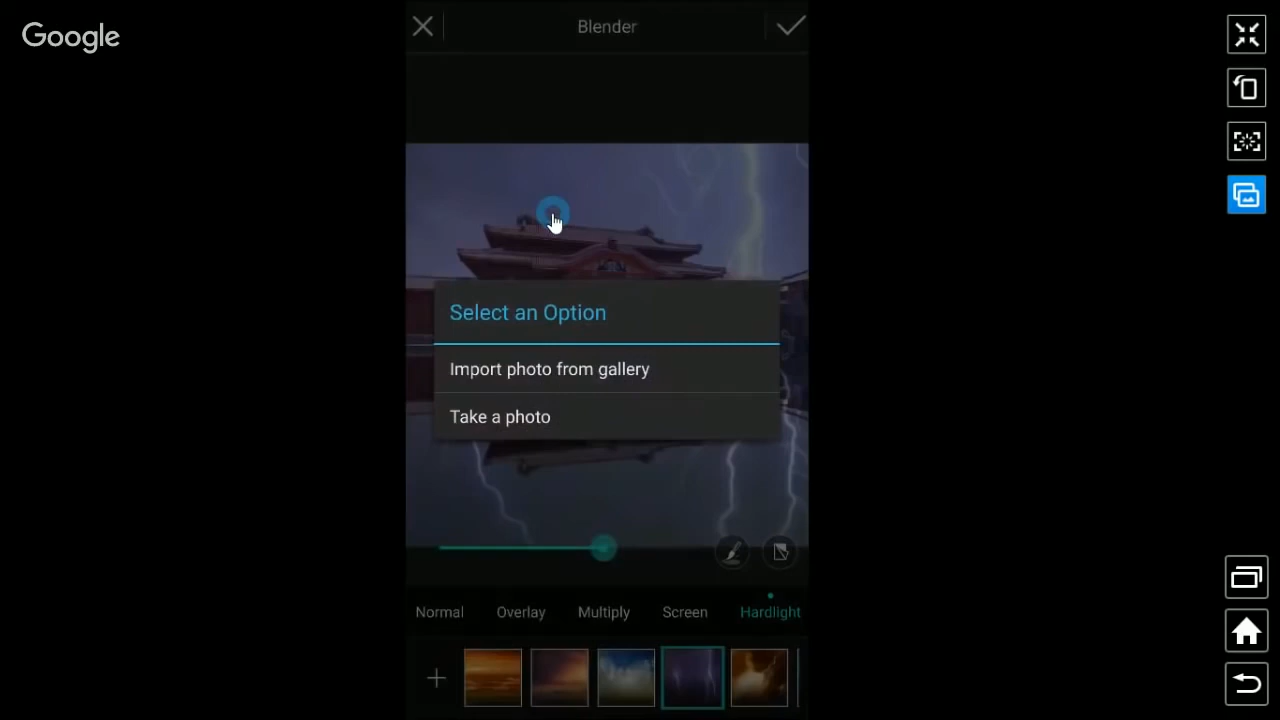 Google
Blender
Select an Option
Import photo from gallery
Take a photo
Normal Overlay Multiply Screen Hardlight